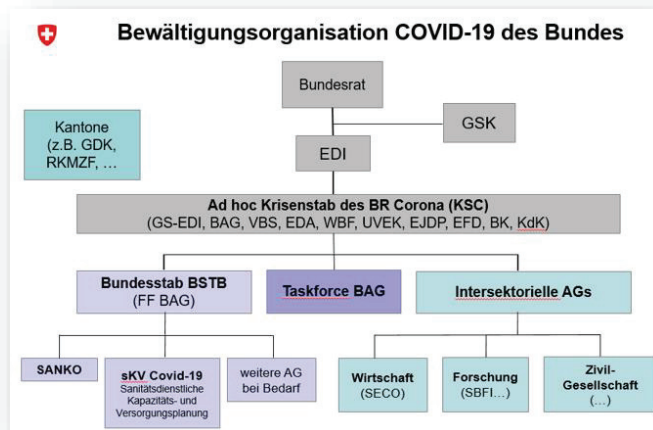 Bewältigungsorganisation COVID-19 des Bundes
Bundesrat
GSK
Kantone
(z.B. GDK,
RKMZF, ...
EDI
Ad hoc Krisenstab des BR Corona (KSC)
(GS-EDI, BAG, VBS, EDA, WBF, UVEK, EJDP, EFD, BK, KdK)
Bundesstab BSTB
(FF BAG)
Taskforce BAG
Intersektorielle AGs
SANKO
sKV Covid-19
Sanitätsdienstliche
Kapazitäts- und
Versorgungsplanung
weitere AG
bei Bedarf
Wirtschaft
(SECO)
Forschung
(SBFI...)
Zivil-
Gesellschaft
(...)